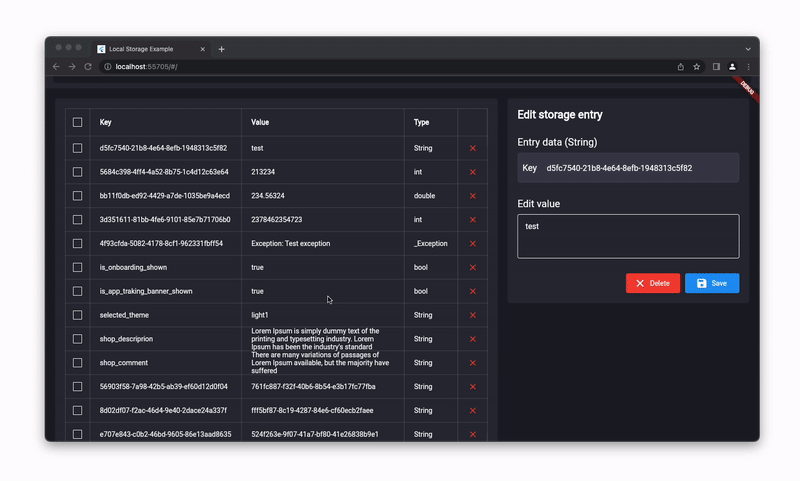 Local Storage Example
localhost:55705/#/
DEBUG
Key Value Type
d5fc7540-21b8-4e64-8efb-1948313c5f82 test String
5684c398-4ff4-4a52-8b75-1c4d12c63e64 213234 int
bb11f0db-ed92-4429-a7de-1035be9a4ecd 234.56324 double
3d351611-81bb-4fe6-9101-85e7b71706b0 2378462354723 int
4f93cfda-5082-4178-8cf1-962331fbff54 Exception: Test exception _Exception
is_onboarding_shown true bool
is_app_traking_banner_shown true bool
selected_theme light1 String
shop_descriprion Lorem Ipsum is simply dummy text of the String
printing and typesetting industry. Lorem
Ipsum has been the industry's standard
shop_comment There are many variations of passages of String
Lorem Ipsum available, but the majority have
suffered
56903f58-7a98-42b5-ab39-ef60d12d0f04 761fc887-f32f-40b6-8b54-e3b17fc77fba String
8d02df07-f2ac-46d4-9e40-2dace24a337f fff5bf87-8c19-4287-84e6-cf60ecb2faee String
e707e843-c0b2-46bd-9605-86e13aad8635 524f263e-9f07-41a7-bf80-41e26838b9e1 String
Edit storage entry
Entry data (String)
Key d5fc7540-21b8-4e64-8efb-1948313c5f82
Edit value
test
Delete Save